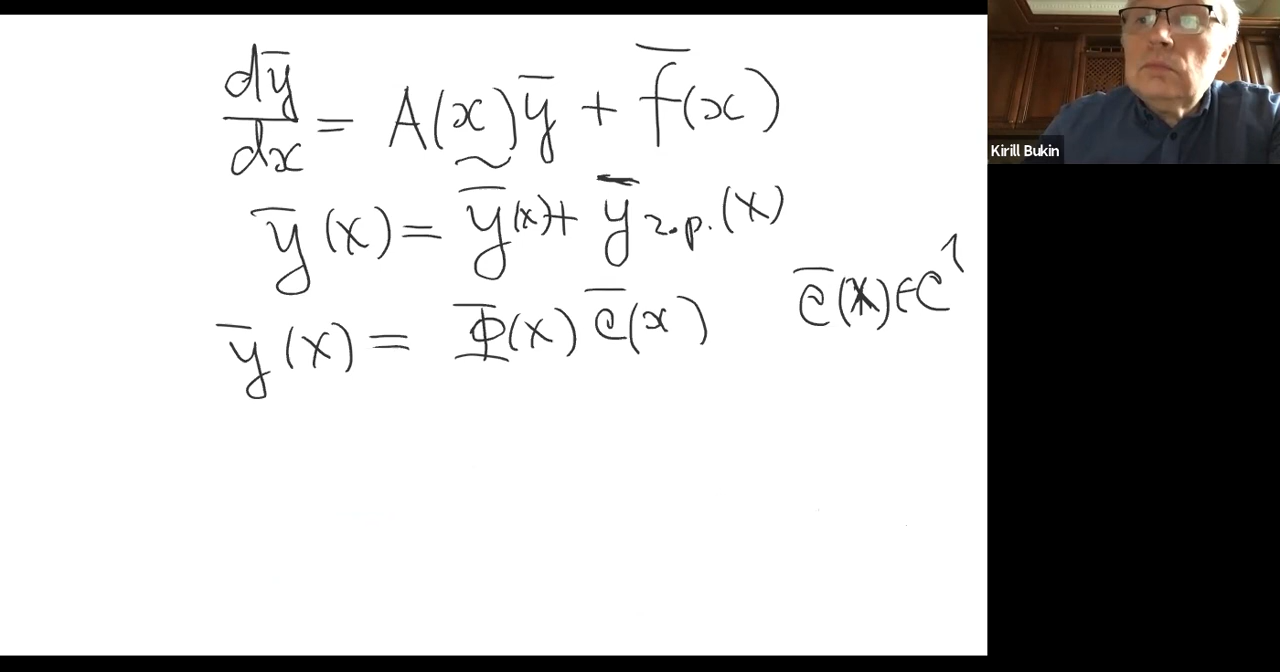 dȳ/dx = A(x)ȳ + f̄(x)
Kirill Bukin
ȳ(x) = ỹ̄(x) + ȳ г.р. (x)
ȳ(x) = Φ̄(x) c̄(x)
c̄(x) ∈ C¹